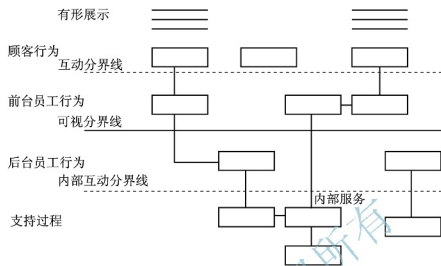 有形展示
顾客行为
互动分界线
前台员工行为
可视分界线
后台员工行为
内部互动分界线
内部服务
支持过程
所有